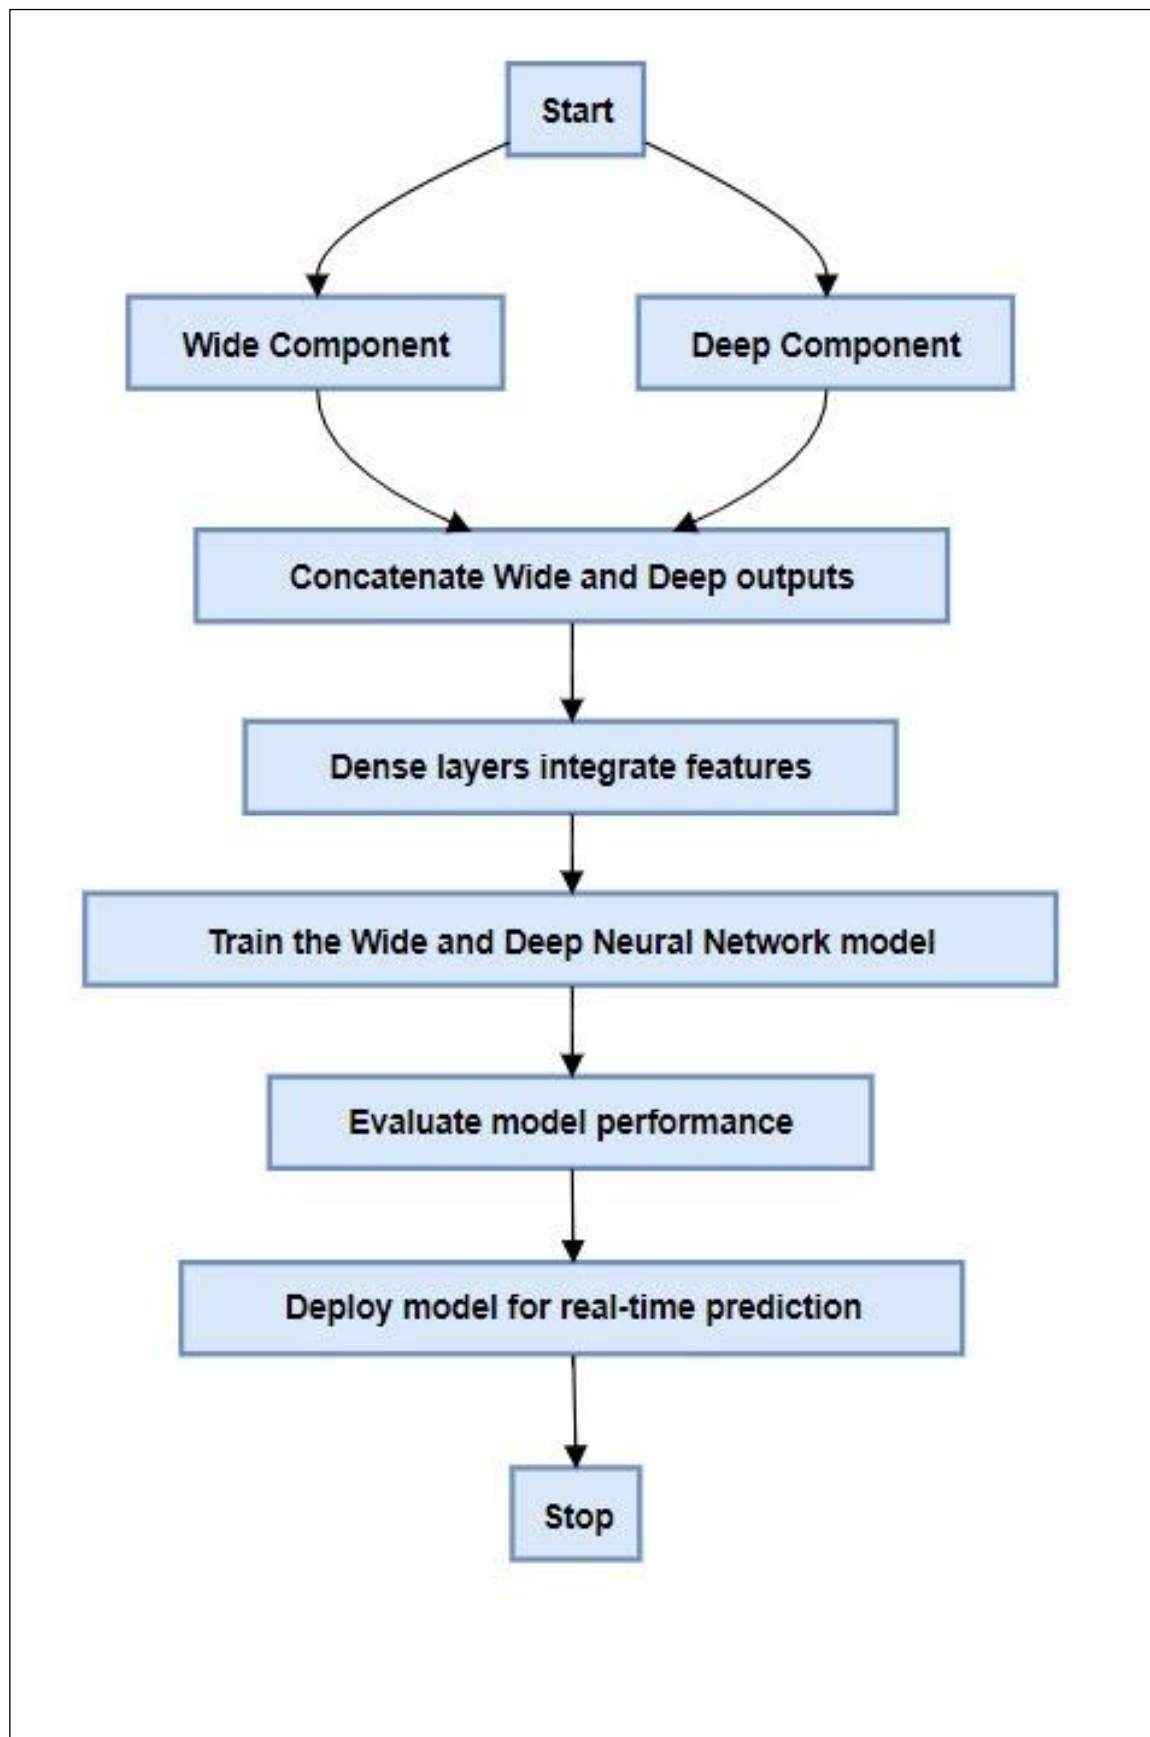 Start
Wide Component
Deep Component
Concatenate Wide and Deep outputs
Dense layers integrate features
Train the Wide and Deep Neural Network model
Evaluate model performance
Deploy model for real-time prediction
Stop